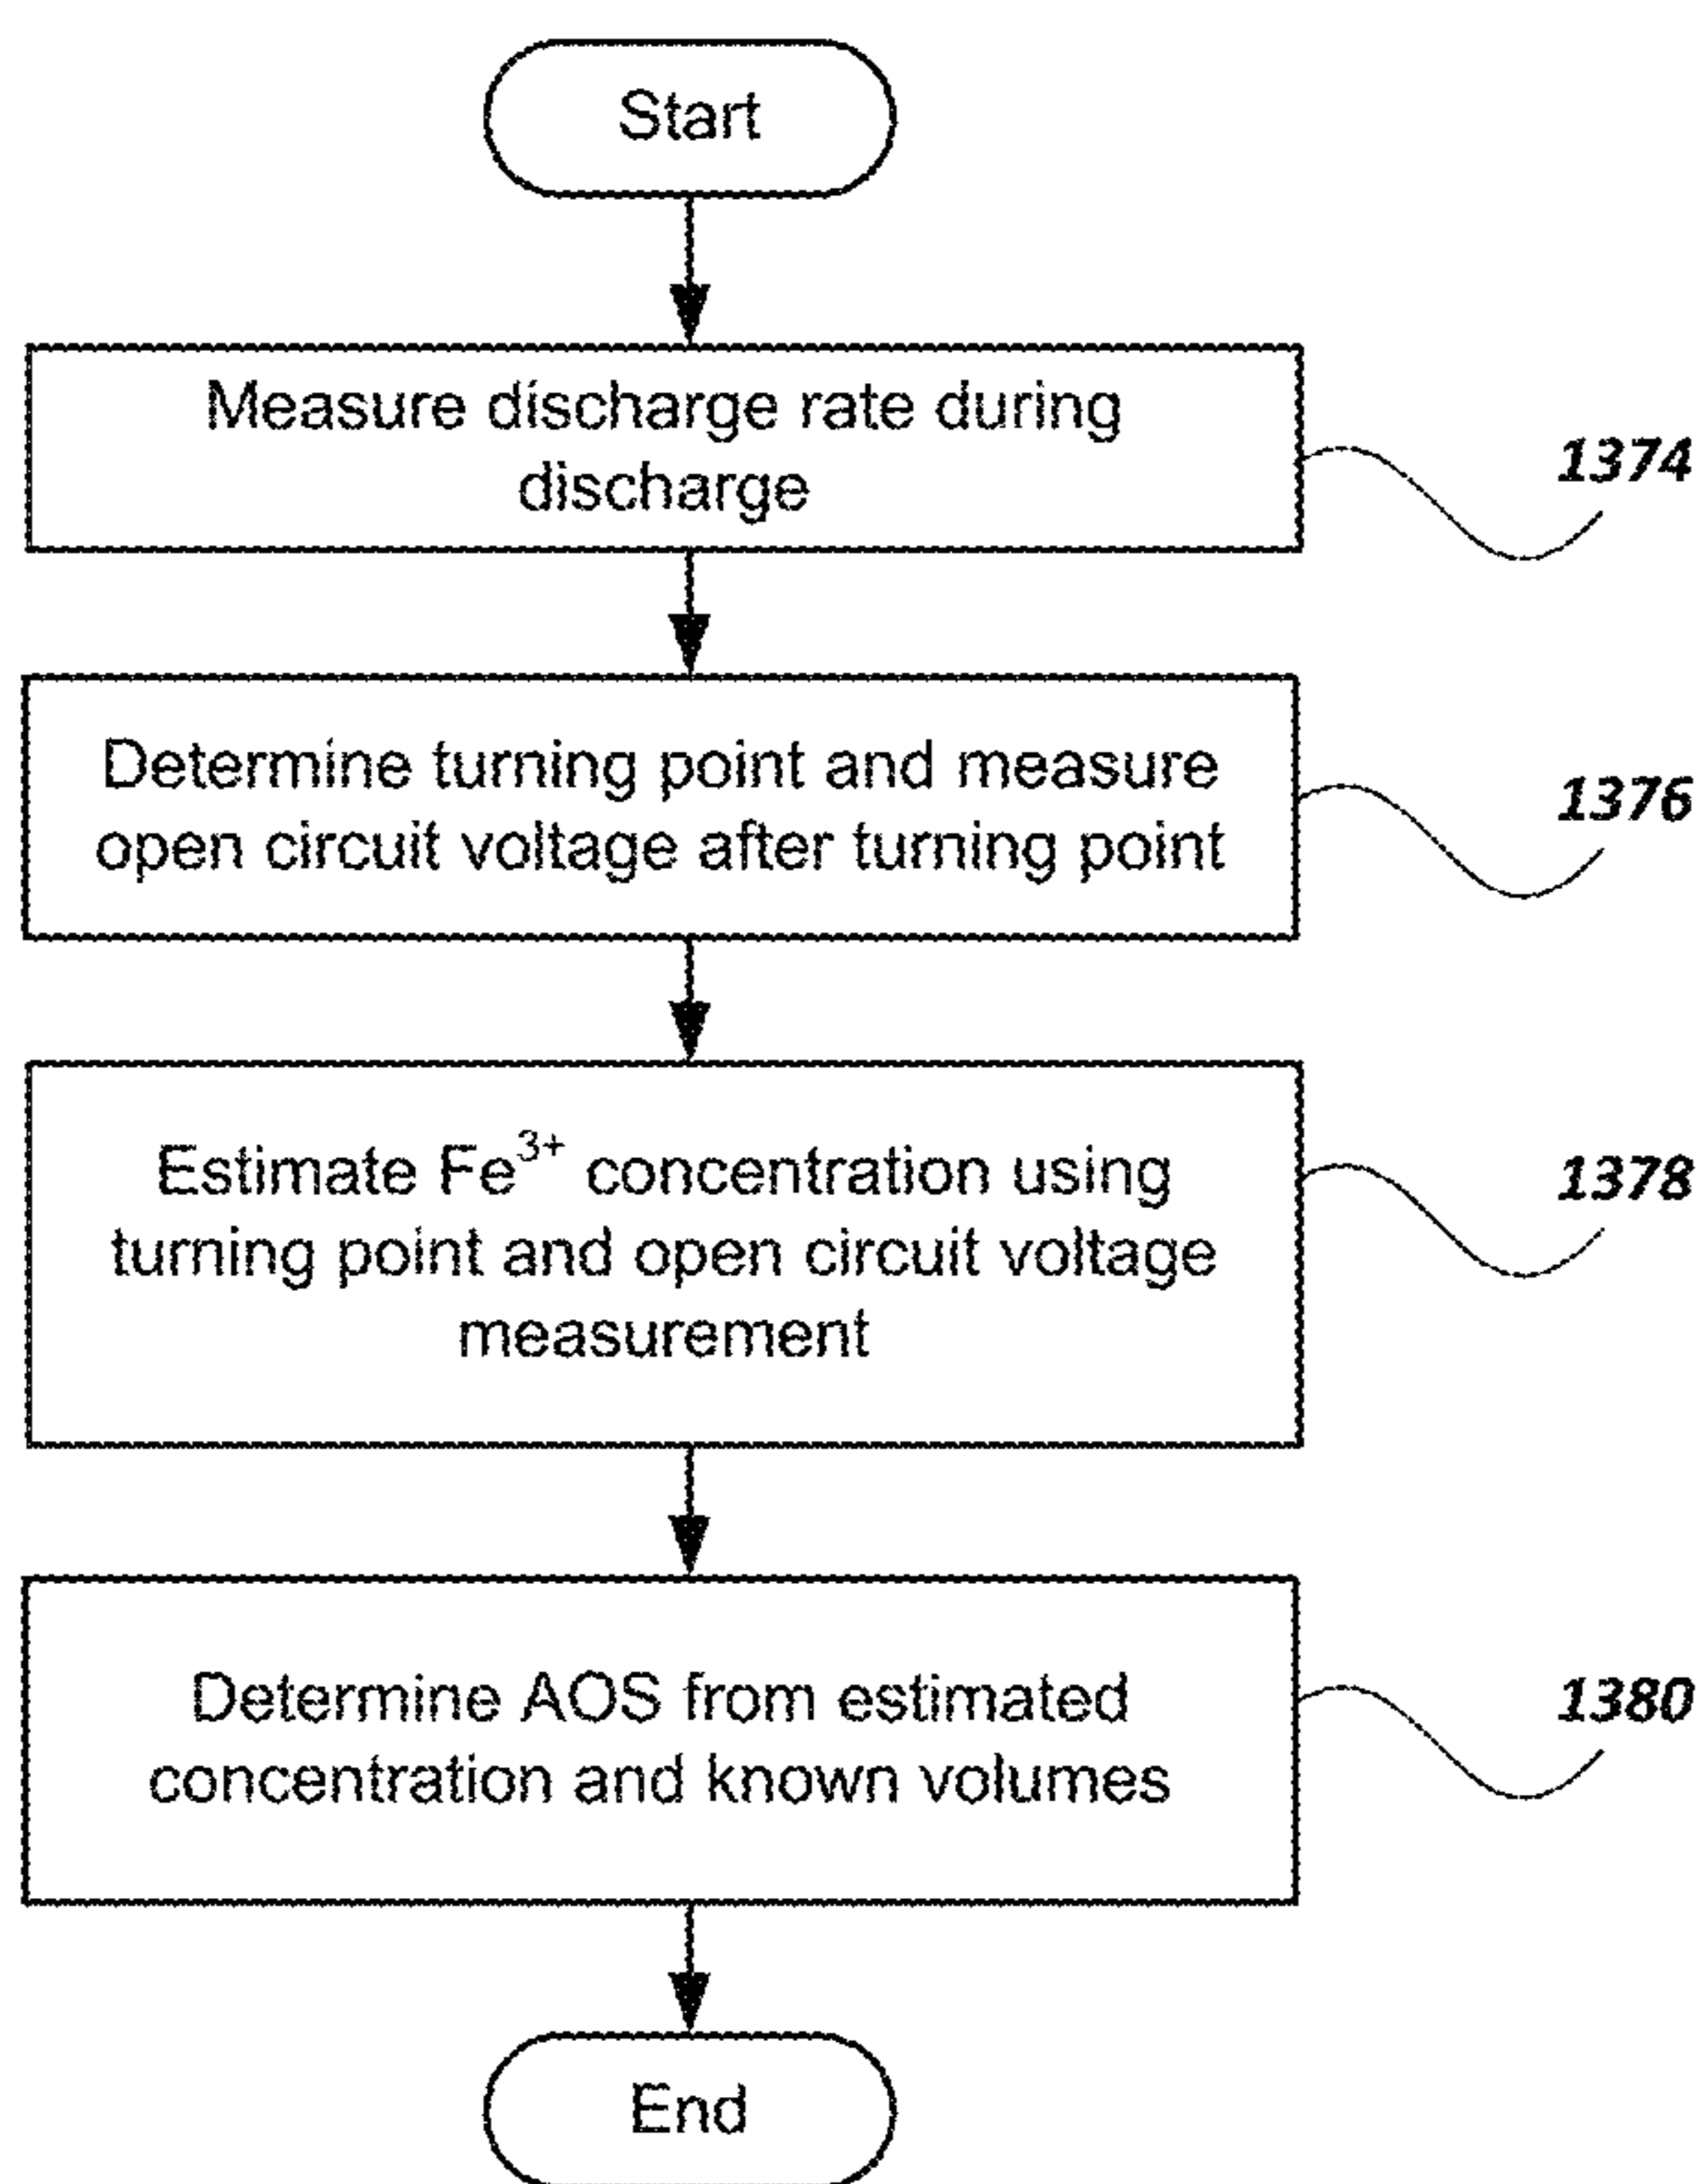 Start
Measure discharge rate during
discharge
1374
Determine turning point and measure
open circuit voltage after turning point
1376
Estimate Fe³⁺ concentration using
turning point and open circuit voltage
measurement
1378
Determine AOS from estimated
concentration and known volumes
1380
End